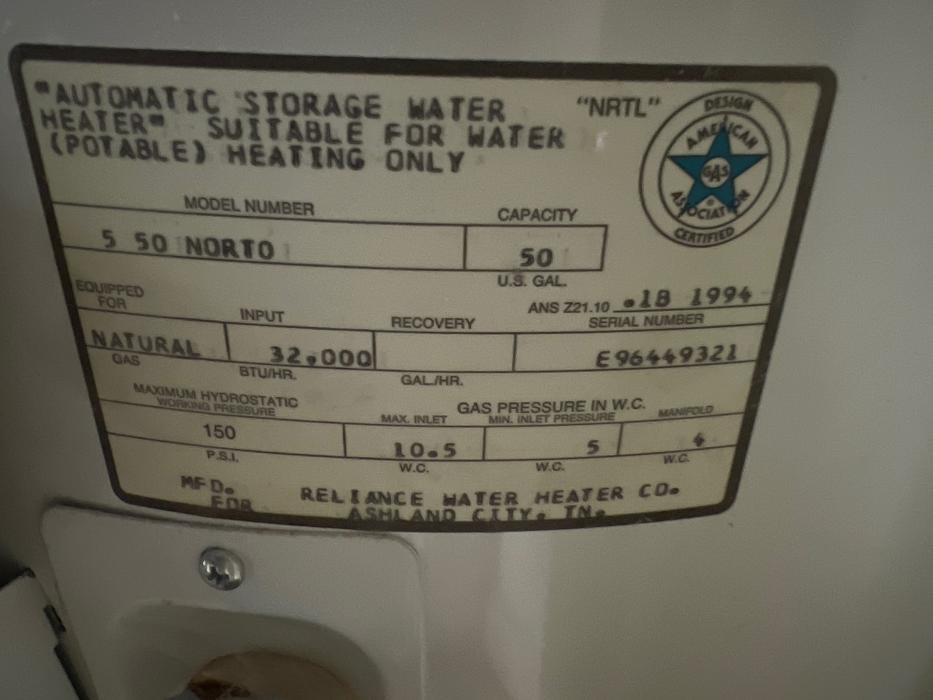 "AUTOMATIC STORAGE WATER
HEATER" SUITABLE FOR WATER
(POTABLE) HEATING ONLY
"NRTL"
DESIGN
AMERICAN
GAS
ASSOCIATION
®
CERTIFIED
MODEL NUMBER
CAPACITY
5 50 NORTO
50
U.S. GAL.
ANS Z21.10 .18 1994
EQUIPPED
FOR
INPUT
RECOVERY
SERIAL NUMBER
NATURAL
32,000
E96449321
GAS
BTU/HR.
GAL/HR.
MAXIMUM HYDROSTATIC
WORKING PRESSURE
GAS PRESSURE IN W.C.
MAX. INLET
MIN. INLET PRESSURE
MANIFOLD
150
10.5
5
4
P.S.I.
W.C.
W.C.
W.C.
MFD.
FOR
RELIANCE WATER HEATER CO.
ASHLAND CITY, TN.